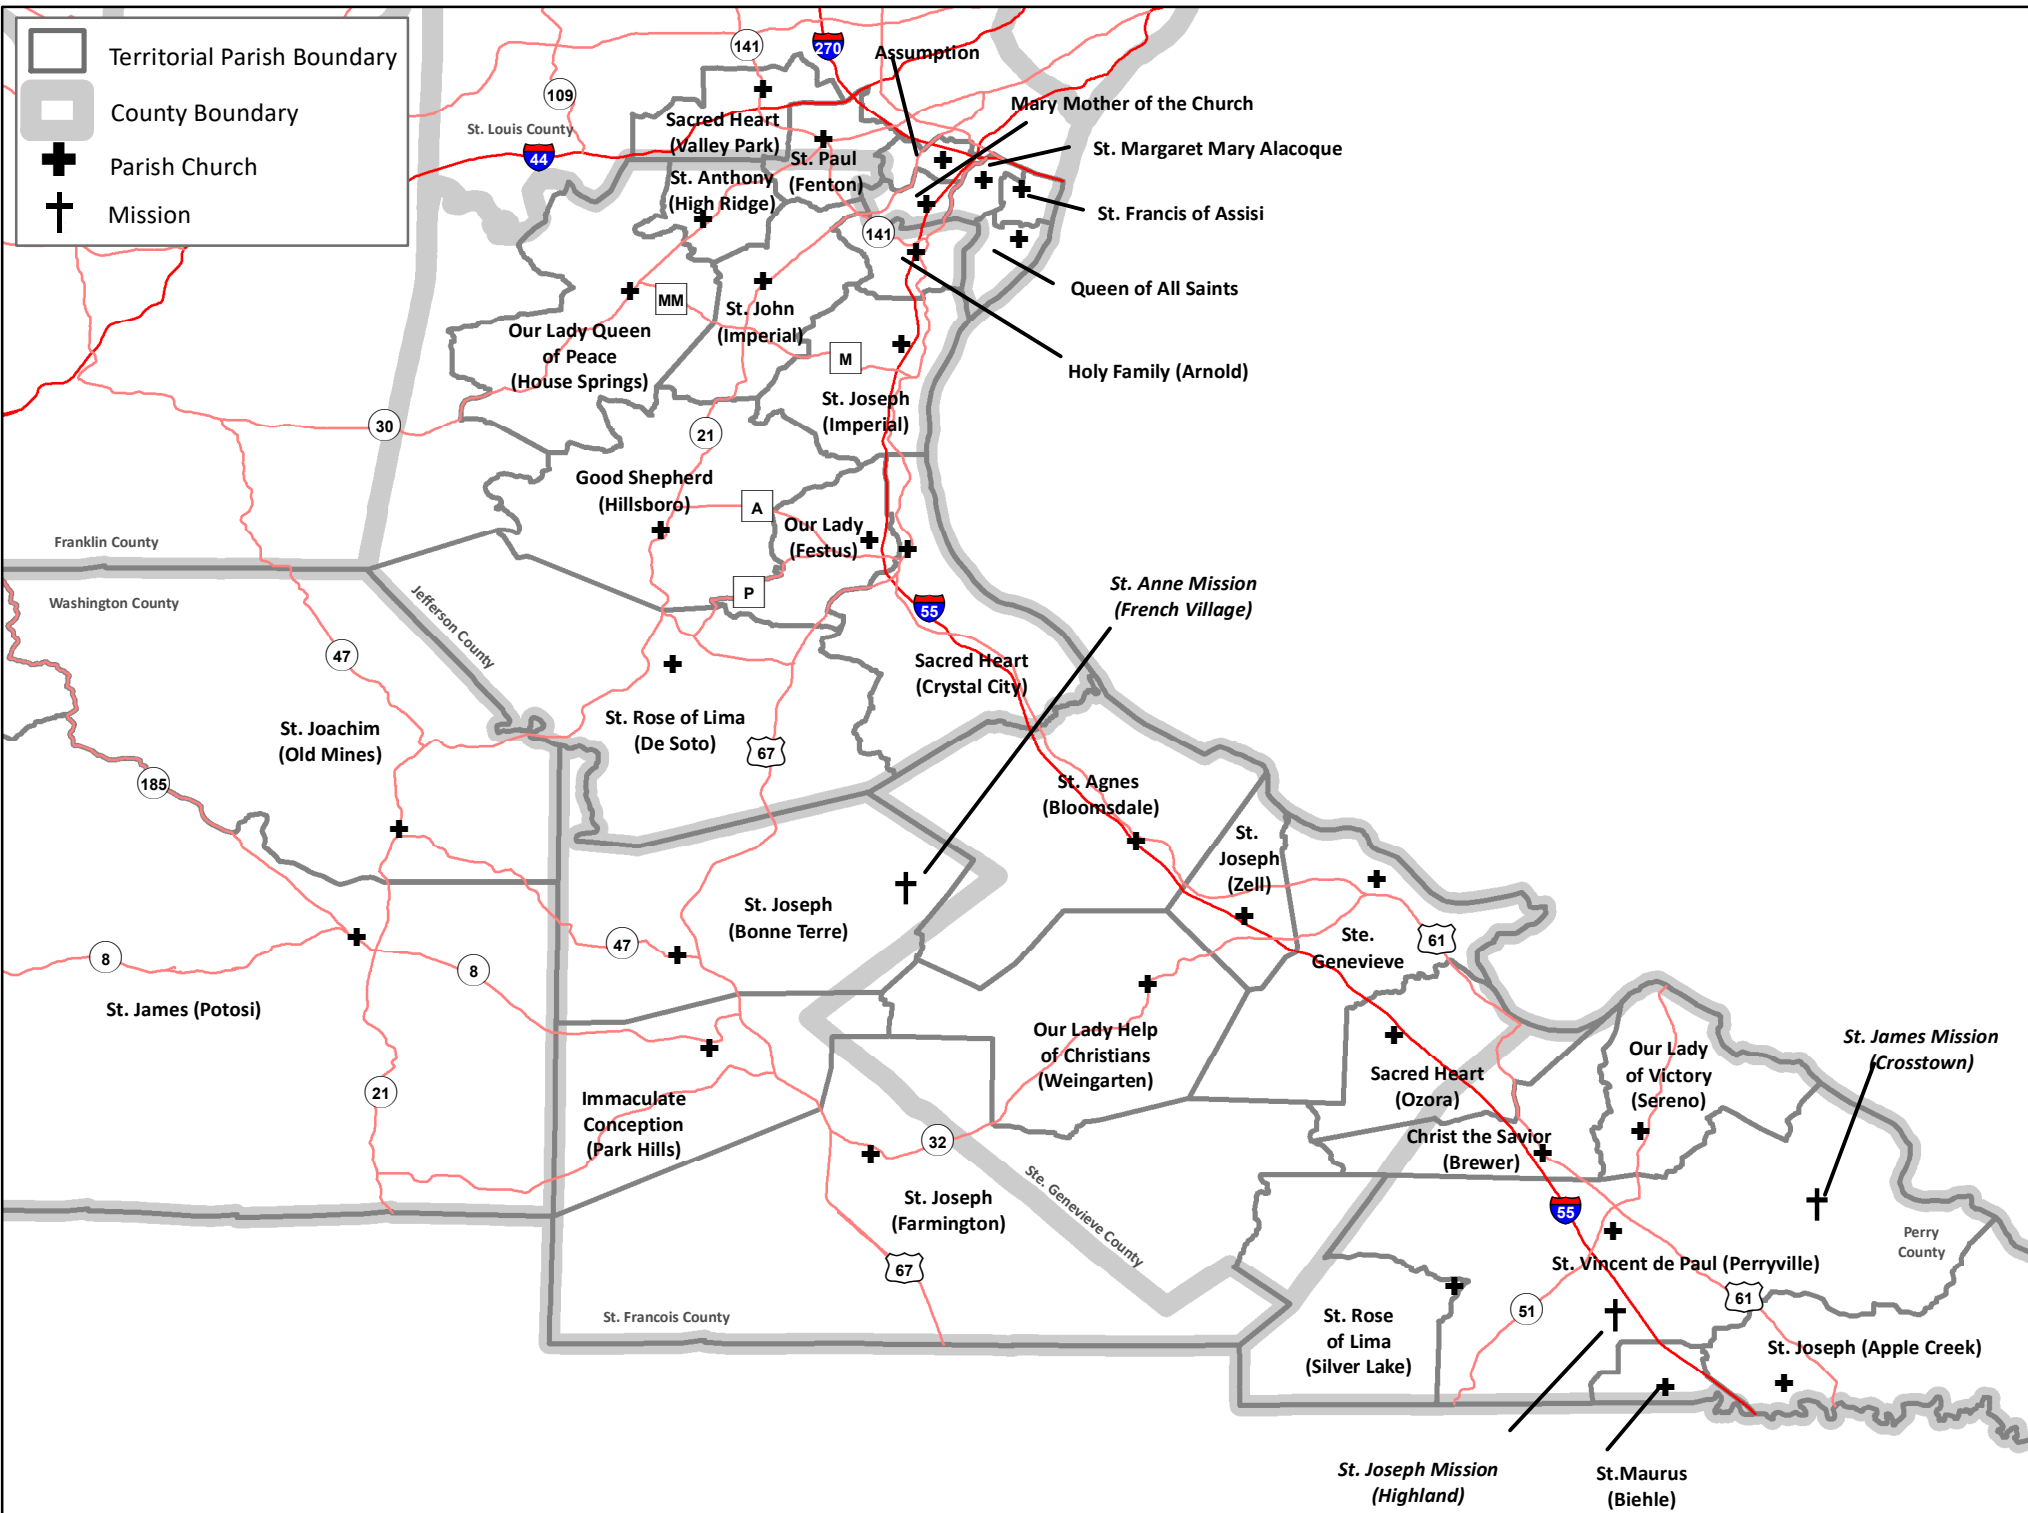 Territorial Parish Boundary
County Boundary
Parish Church
Mission
141
270
Assumption
109
Mary Mother of the Church
St. Louis County
Sacred Heart
(Valley Park)
44
St. Margaret Mary Alacoque
St. Paul
(Fenton)
St. Anthony
(High Ridge)
St. Francis of Assisi
141
Queen of All Saints
MM
St. John
(Imperial)
Our Lady Queen
of Peace
(House Springs)
M
Holy Family (Arnold)
St. Joseph
(Imperial)
30
21
Good Shepherd
(Hillsboro)
A
Our Lady
(Festus)
Franklin County
Washington County
Jefferson County
P
55
St. Anne Mission
(French Village)
47
Sacred Heart
(Crystal City)
St. Joachim
(Old Mines)
St. Rose of Lima
(De Soto)
67
185
St. Agnes
(Bloomsdale)
St.
Joseph
(Zell)
St. Joseph
(Bonne Terre)
47
8
8
Ste.
Genevieve
61
St. James (Potosi)
Our Lady Help
of Christians
(Weingarten)
St. James Mission
(Crosstown)
Our Lady
of Victory
(Sereno)
Sacred Heart
(Ozora)
21
Immaculate
Conception
(Park Hills)
32
Christ the Savior
(Brewer)
St. Joseph
(Farmington)
Ste. Genevieve County
55
Perry
County
67
St. Vincent de Paul (Perryville)
61
51
St. Francois County
St. Rose
of Lima
(Silver Lake)
St. Joseph (Apple Creek)
St. Joseph Mission
(Highland)
St.Maurus
(Biehle)